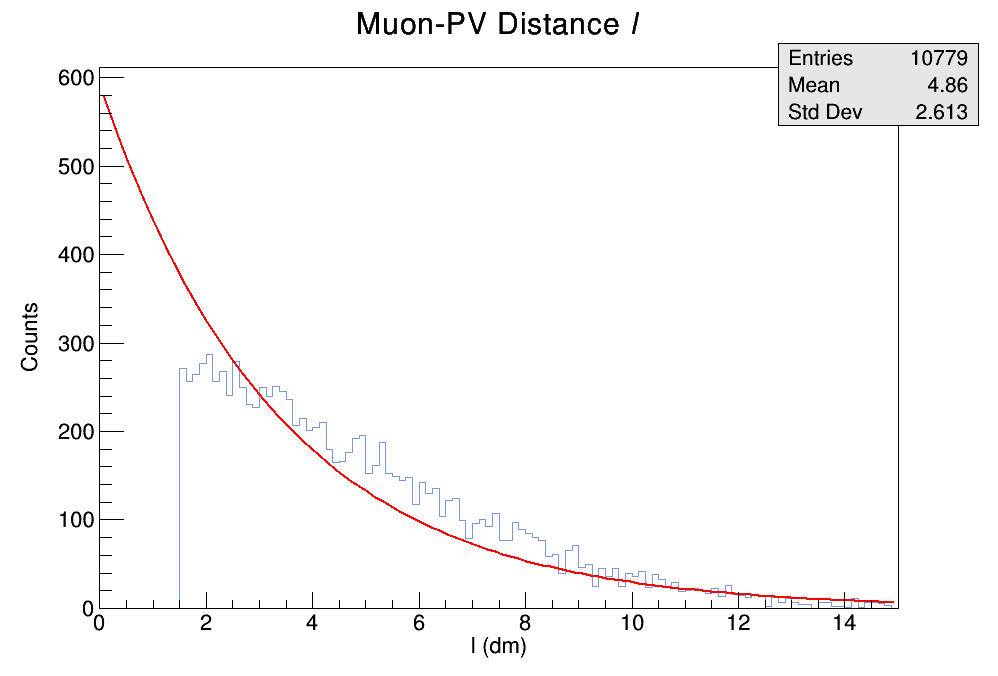 Muon-PV Distance l
Entries 10779
Mean 4.86
Std Dev 2.613
600
500
400
300
200
100
0
Counts
0 2 4 6 8 10 12 14
l (dm)